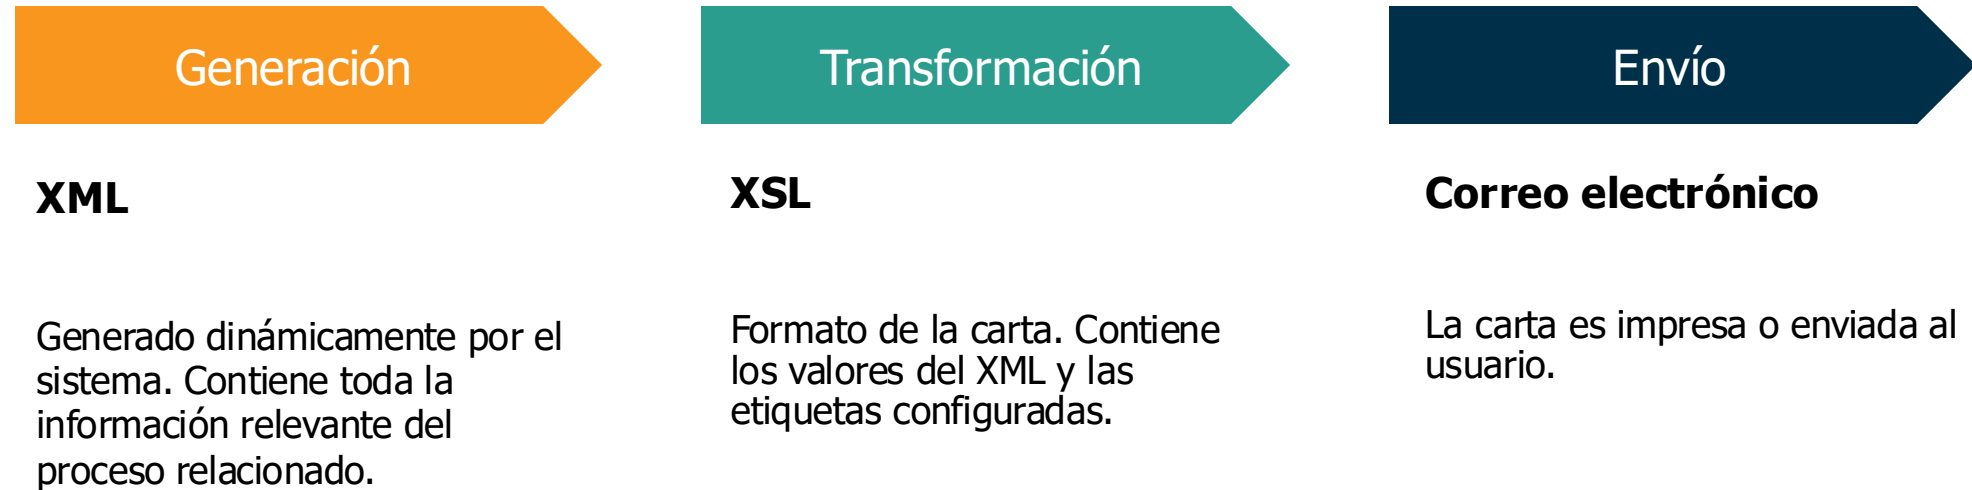 Generación
XML
Generado dinámicamente por el
sistema. Contiene toda la
información relevante del
proceso relacionado.
Transformación
XSL
Formato de la carta. Contiene
los valores del XML y las
etiquetas configuradas.
Envío
Correo electrónico
La carta es impresa o enviada al
usuario.